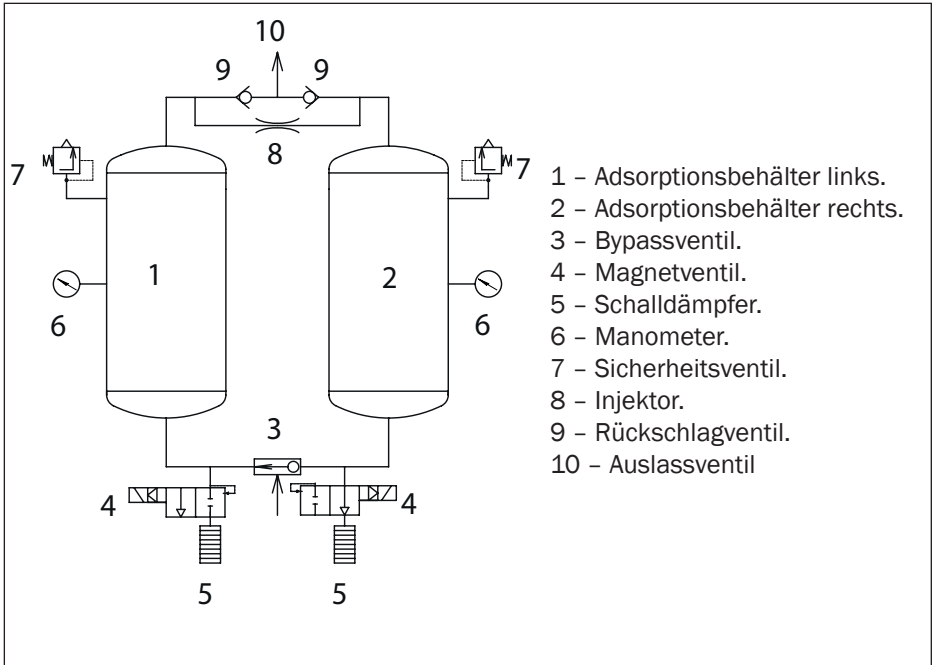 10
9 9
8
7 7
1 2
6 6
3
4 4
5 5
1 – Adsorptionsbehälter links.
2 – Adsorptionsbehälter rechts.
3 – Bypassventil.
4 – Magnetventil.
5 – Schalldämpfer.
6 – Manometer.
7 – Sicherheitsventil.
8 – Injektor.
9 – Rückschlagventil.
10 – Auslassventil